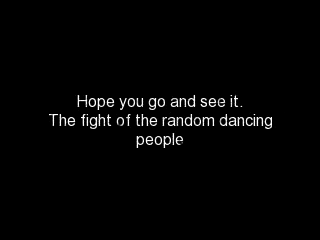 Hope you go and see it.
The fight of the random dancing
people